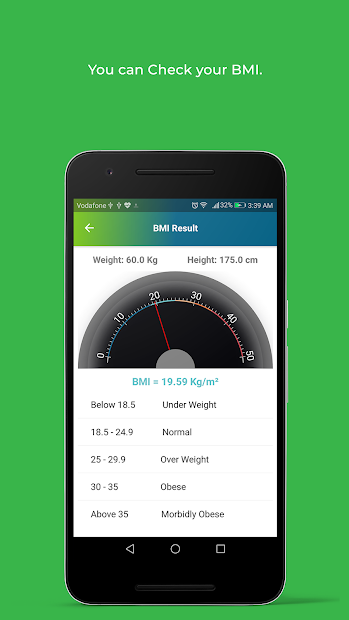 You can Check your BMI.
Vodafone 32% 3:39 AM
BMI Result
Weight: 60.0 Kg Height: 175.0 cm
0 10 20 30 40 50
BMI = 19.59 Kg/m²
Below 18.5 Under Weight
18.5 - 24.9 Normal
25 - 29.9 Over Weight
30 - 35 Obese
Above 35 Morbidly Obese